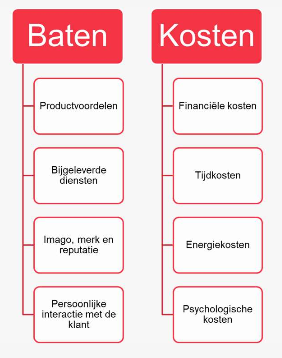 Baten
Productvoordelen
Bijgeleverde
diensten
Imago, merk en
reputatie
Persoonlijke
interactie met de
klant
Kosten
Financiële kosten
Tijdkosten
Energiekosten
Psychologische
kosten